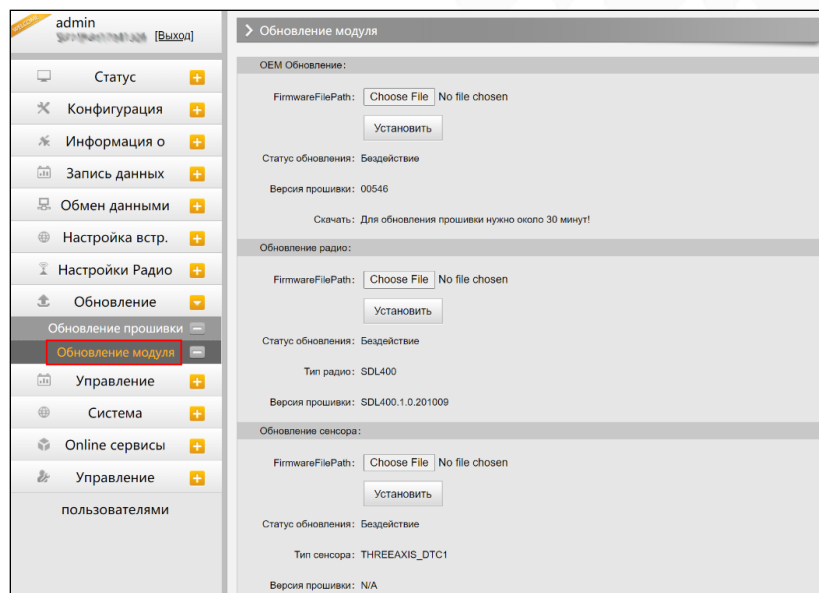 WELCOME
admin
[Выход]
Статус
Конфигурация
Информация о
Запись данных
Обмен данными
Настройка встр.
Настройки Радио
Обновление
Обновление прошивки
Обновление модуля
Управление
Система
Online сервисы
Управление
пользователями
Обновление модуля
OEM Обновление:
FirmwareFilePath: Choose File No file chosen
Установить
Статус обновления: Бездействие
Версия прошивки: 00546
Скачать: Для обновления прошивки нужно около 30 минут!
Обновление радио:
FirmwareFilePath: Choose File No file chosen
Установить
Статус обновления: Бездействие
Тип радио: SDL400
Версия прошивки: SDL400.1.0.201009
Обновление сенсора:
FirmwareFilePath: Choose File No file chosen
Установить
Статус обновления: Бездействие
Тип сенсора: THREEAXIS_DTC1
Версия прошивки: N/A